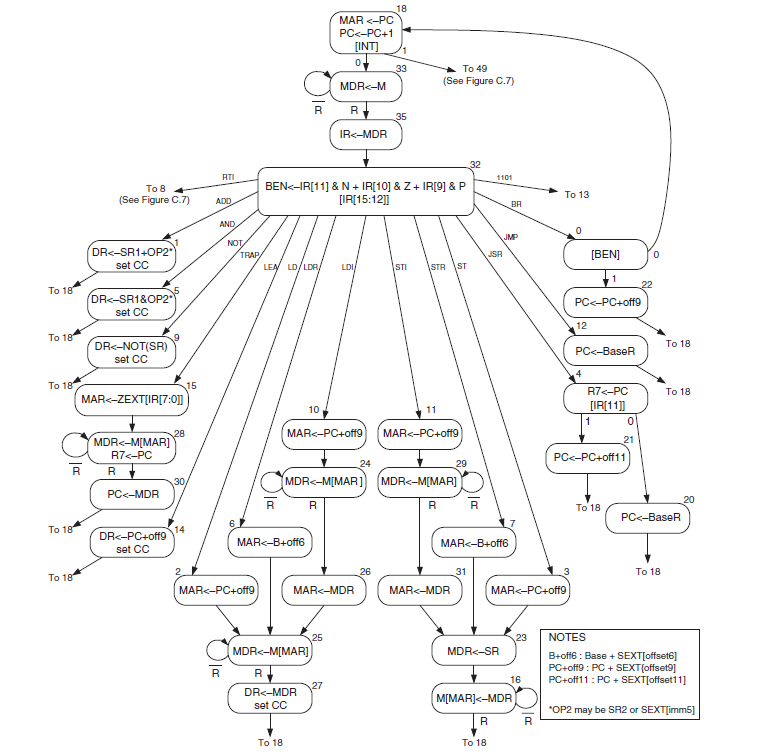 18
MAR <–PC
PC<–PC+1
[INT]
0
1
To 49
(See Figure C.7)
33
MDR<–M
R
R
35
IR<–MDR
32
BEN<–IR[11] & N + IR[10] & Z + IR[9] & P
[IR[15:12]]
RTI
To 8
(See Figure C.7)
1101
To 13
ADD
AND
NOT
TRAP
LEA
LD
LDR
LDI
STI
STR
ST
JSR
JMP
BR
1
DR<–SR1+OP2*
set CC
To 18
5
DR<–SR1&OP2*
set CC
To 18
9
DR<–NOT(SR)
set CC
To 18
15
MAR<–ZEXT[IR[7:0]]
28
MDR<–M[MAR]
R7<–PC
R
R
30
PC<–MDR
To 18
14
DR<–PC+off9
set CC
To 18
0
[BEN]
0
1
22
PC<–PC+off9
To 18
12
PC<–BaseR
To 18
4
R7<–PC
[IR[11]]
1
0
21
PC<–PC+off11
To 18
20
PC<–BaseR
To 18
10
MAR<–PC+off9
11
MAR<–PC+off9
24
MDR<–M[MAR]
R
R
29
MDR<–M[MAR]
R
R
6
MAR<–B+off6
7
MAR<–B+off6
2
MAR<–PC+off9
26
MAR<–MDR
31
MAR<–MDR
3
MAR<–PC+off9
25
MDR<–M[MAR]
R
R
23
MDR<–SR
27
DR<–MDR
set CC
To 18
16
M[MAR]<–MDR
R
R
To 18
NOTES
B+off6 : Base + SEXT[offset6]
PC+off9 : PC + SEXT[offset9]
PC+off11 : PC + SEXT[offset11]
*OP2 may be SR2 or SEXT[imm5]